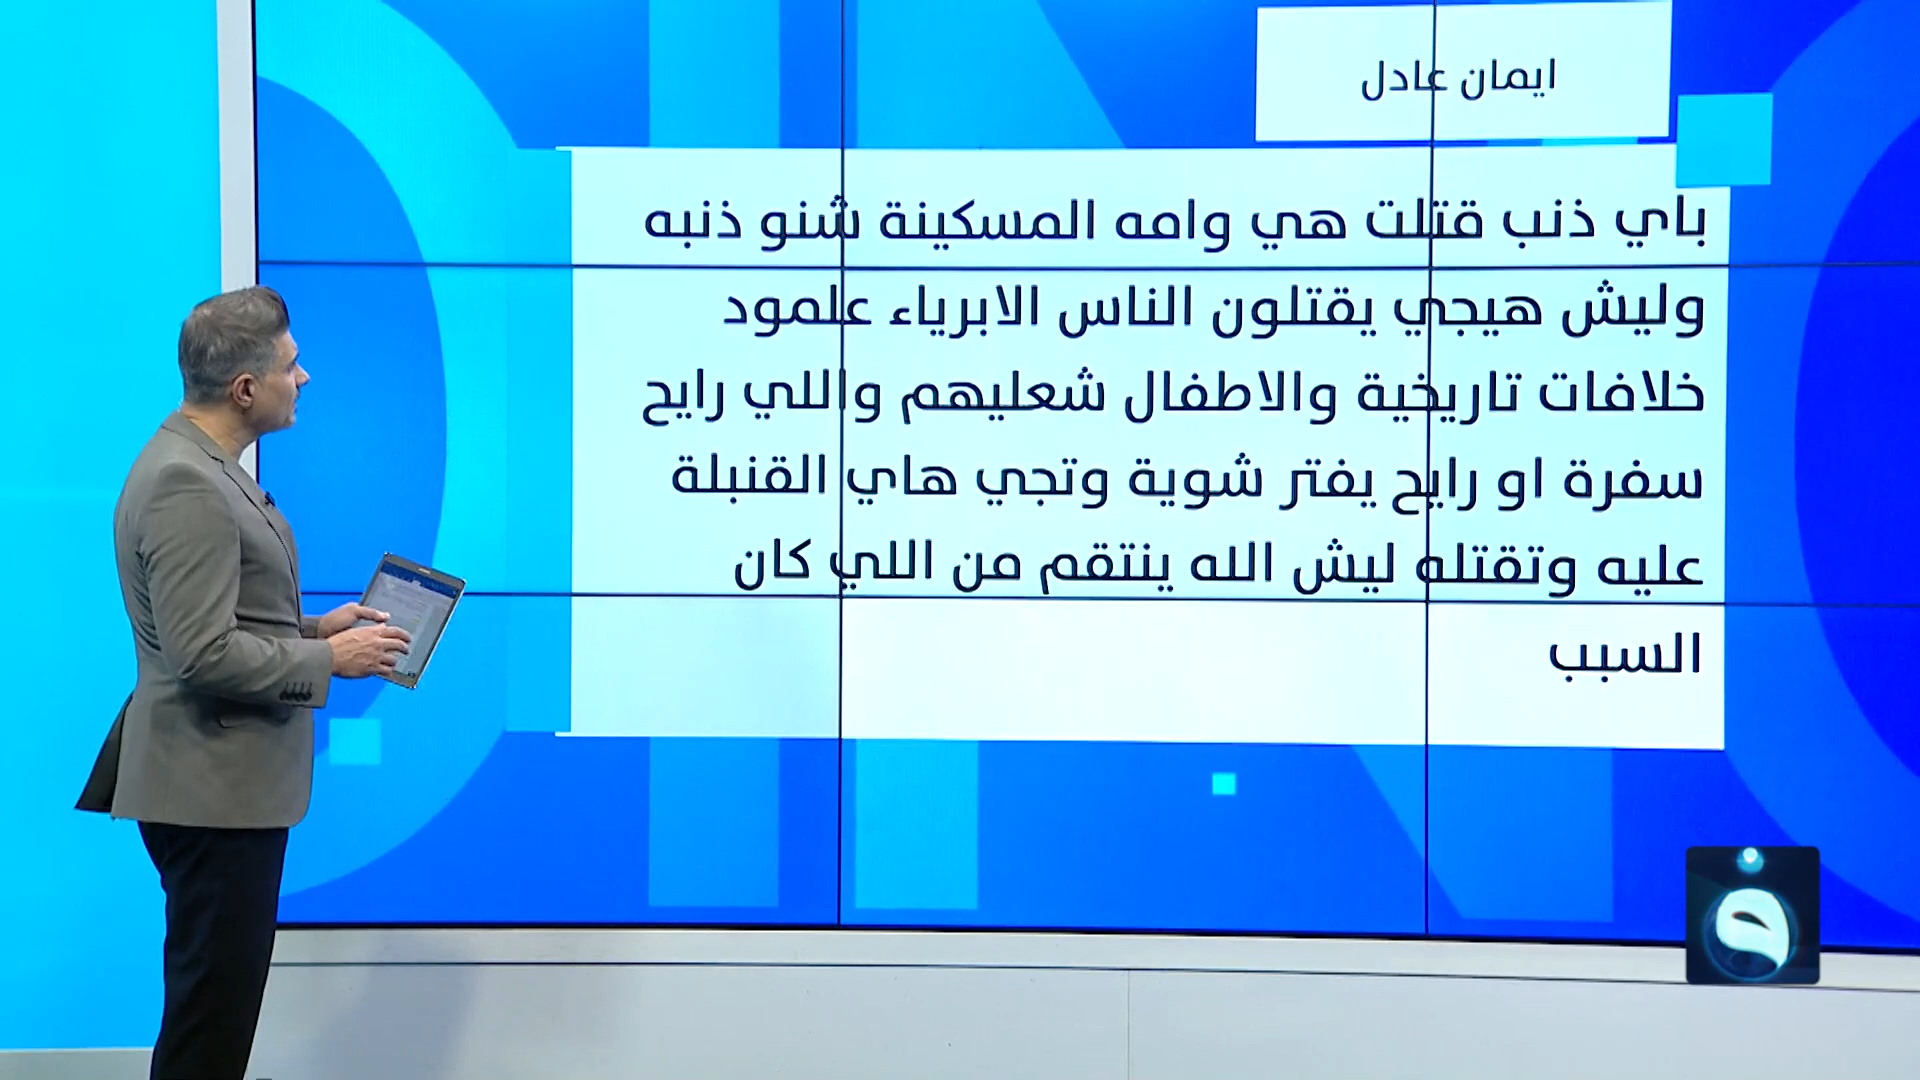 ايمان عادل
باي ذنب قتلت هي وامه المسكينة شنو ذنبه
وليش هيجي يقتلون الناس الابرياء علمود
خلافات تاريخية والاطفال شعليهم واللي رايح
سفرة او رايح يفتر شوية وتجي هاي القنبلة
عليه وتقتله ليش الله ينتقم من اللي كان
السبب